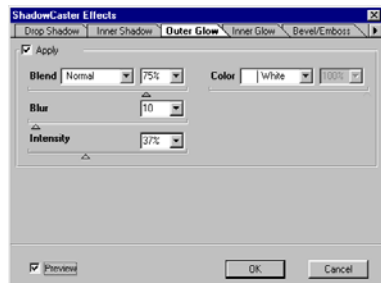 ShadowCaster Effects
Drop Shadow Inner Shadow Outer Glow Inner Glow Bevel/Emboss
Apply
Blend Normal 75% Color White 100%
Blur 10
Intensity 37%
Preview OK Cancel